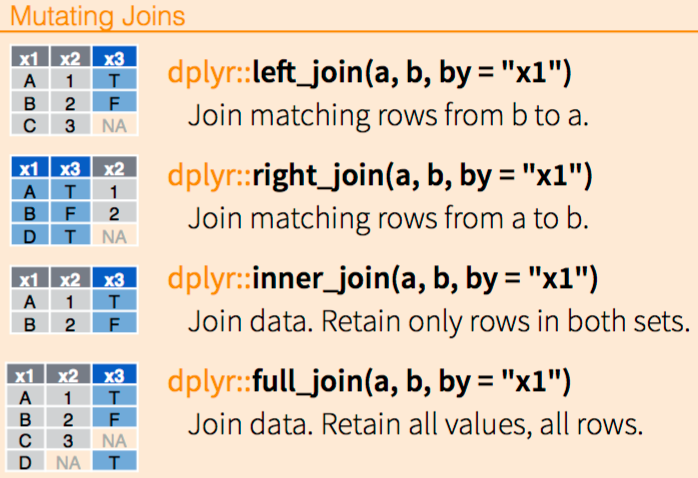 Mutating Joins
x1 x2 x3
A 1 T
B 2 F
C 3 NA
dplyr::left_join(a, b, by = "x1")
Join matching rows from b to a.
x1 x3 x2
A T 1
B F 2
D T NA
dplyr::right_join(a, b, by = "x1")
Join matching rows from a to b.
x1 x2 x3
A 1 T
B 2 F
dplyr::inner_join(a, b, by = "x1")
Join data. Retain only rows in both sets.
x1 x2 x3
A 1 T
B 2 F
C 3 NA
D NA T
dplyr::full_join(a, b, by = "x1")
Join data. Retain all values, all rows.